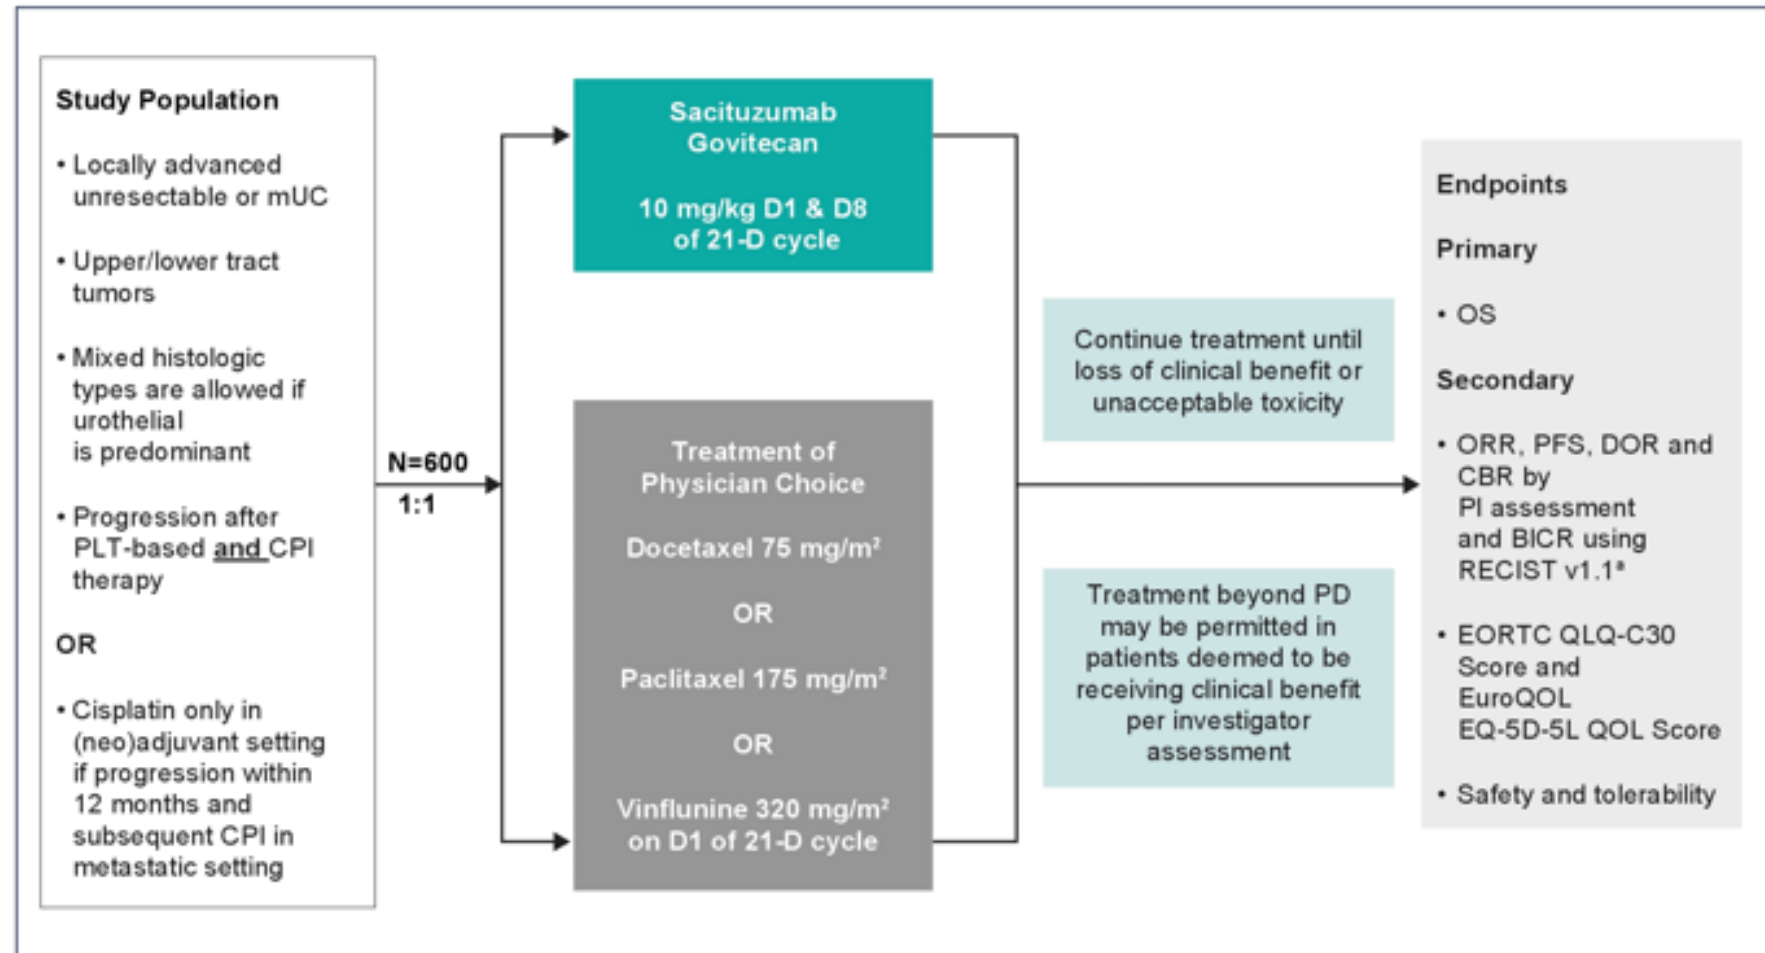 Study Population
• Locally advanced
unresectable or mUC
• Upper/lower tract
tumors
• Mixed histologic
types are allowed if
urothelial
is predominant
• Progression after
PLT-based and CPI
therapy
OR
• Cisplatin only in
(neo)adjuvant setting
if progression within
12 months and
subsequent CPI in
metastatic setting
N=600
1:1
Sacituzumab
Govitecan
10 mg/kg D1 & D8
of 21-D cycle
Treatment of
Physician Choice
Docetaxel 75 mg/m²
OR
Paclitaxel 175 mg/m²
OR
Vinflunine 320 mg/m²
on D1 of 21-D cycle
Continue treatment until
loss of clinical benefit or
unacceptable toxicity
Treatment beyond PD
may be permitted in
patients deemed to be
receiving clinical benefit
per investigator
assessment
Endpoints
Primary
• OS
Secondary
• ORR, PFS, DOR and
CBR by
PI assessment
and BICR using
RECIST v1.1ª
• EORTC QLQ-C30
Score and
EuroQOL
EQ-5D-5L QOL Score
• Safety and tolerability